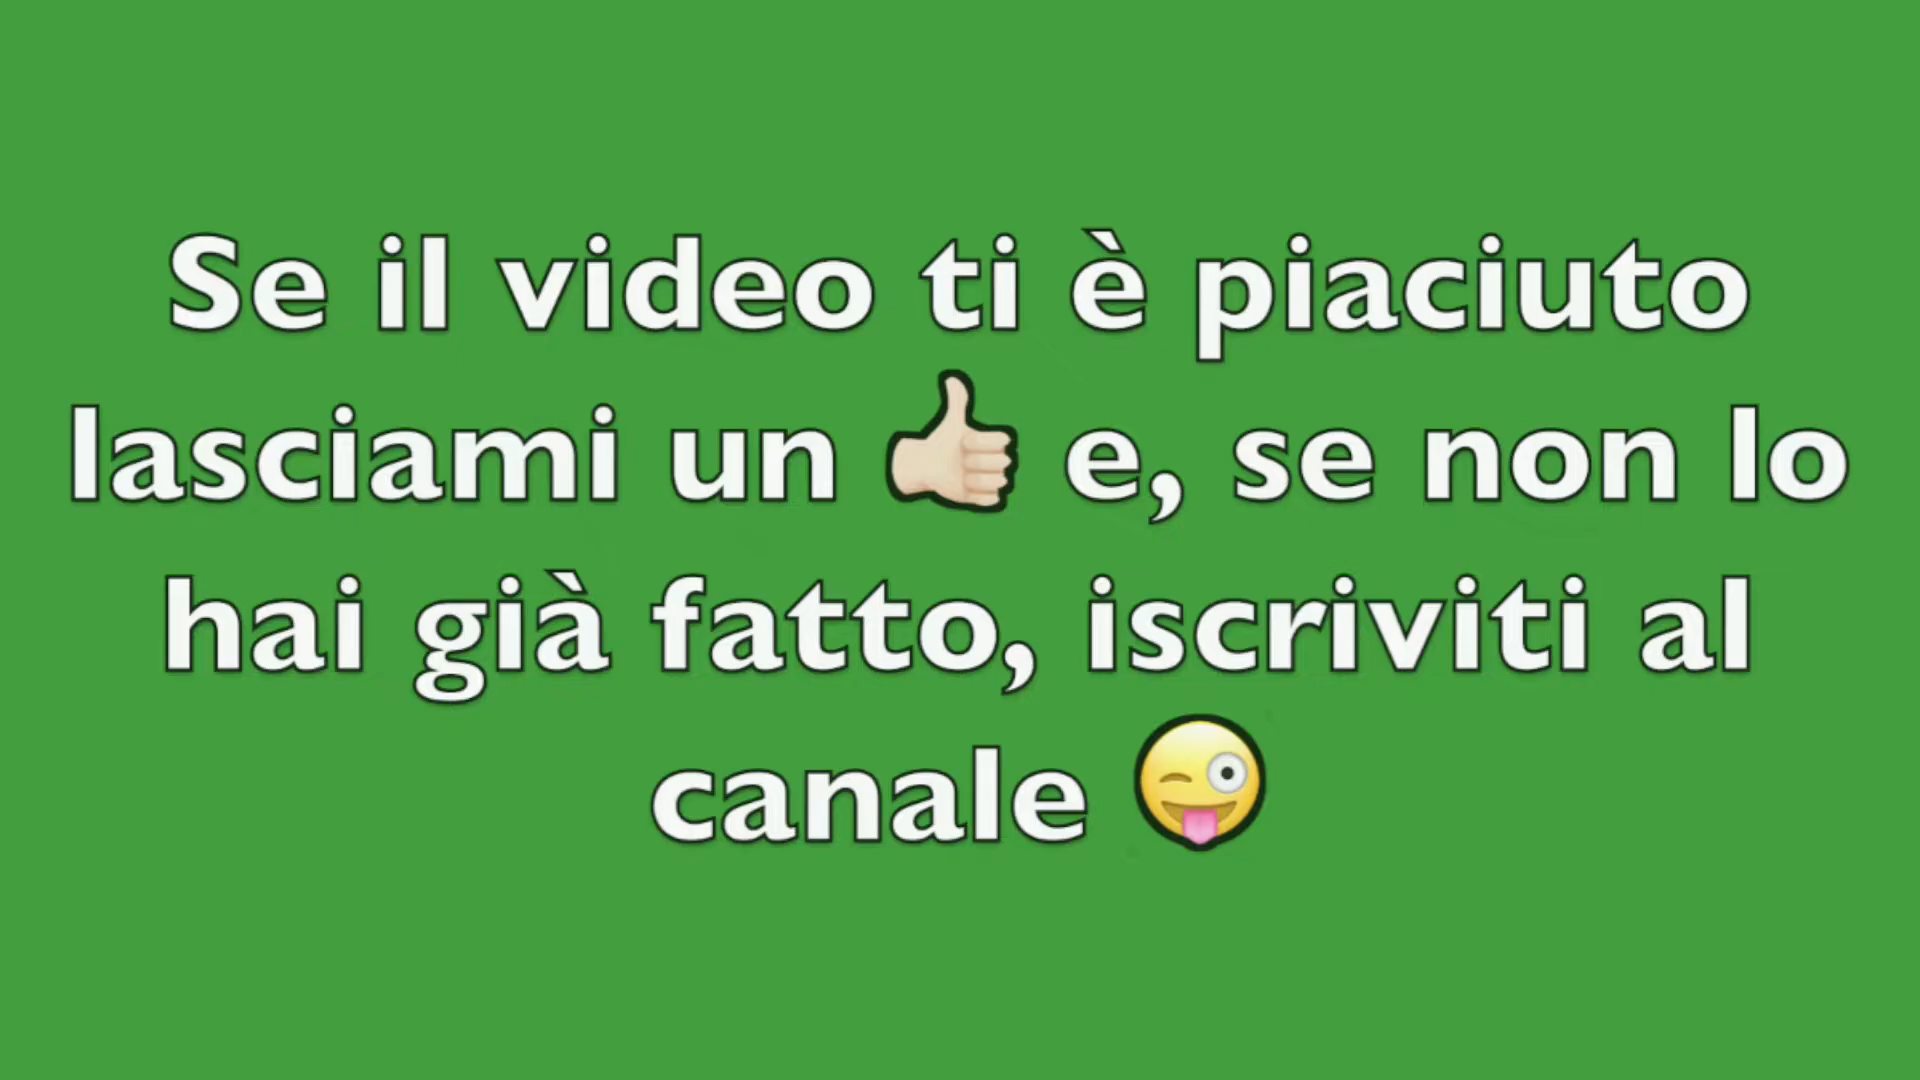 Se il video ti è piaciuto
lasciami un 👍🏻 e, se non lo
hai già fatto, iscriviti al
canale 😜